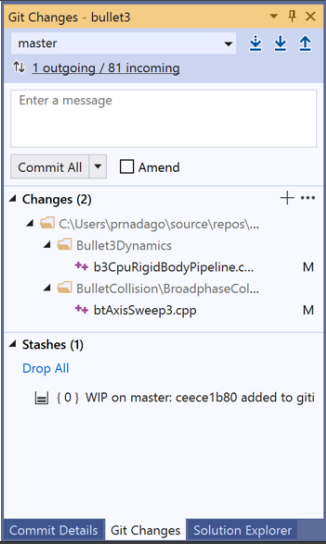 Git Changes - bullet3
master
1 outgoing / 81 incoming
Enter a message
Commit All
Amend
Changes (2)
C:\Users\prnadago\source\repos\...
Bullet3Dynamics
b3CpuRigidBodyPipeline.c... M
BulletCollision\BroadphaseCol...
btAxisSweep3.cpp M
Stashes (1)
Drop All
{ 0 } WIP on master: ceece1b80 added to giti
Commit Details Git Changes Solution Explorer